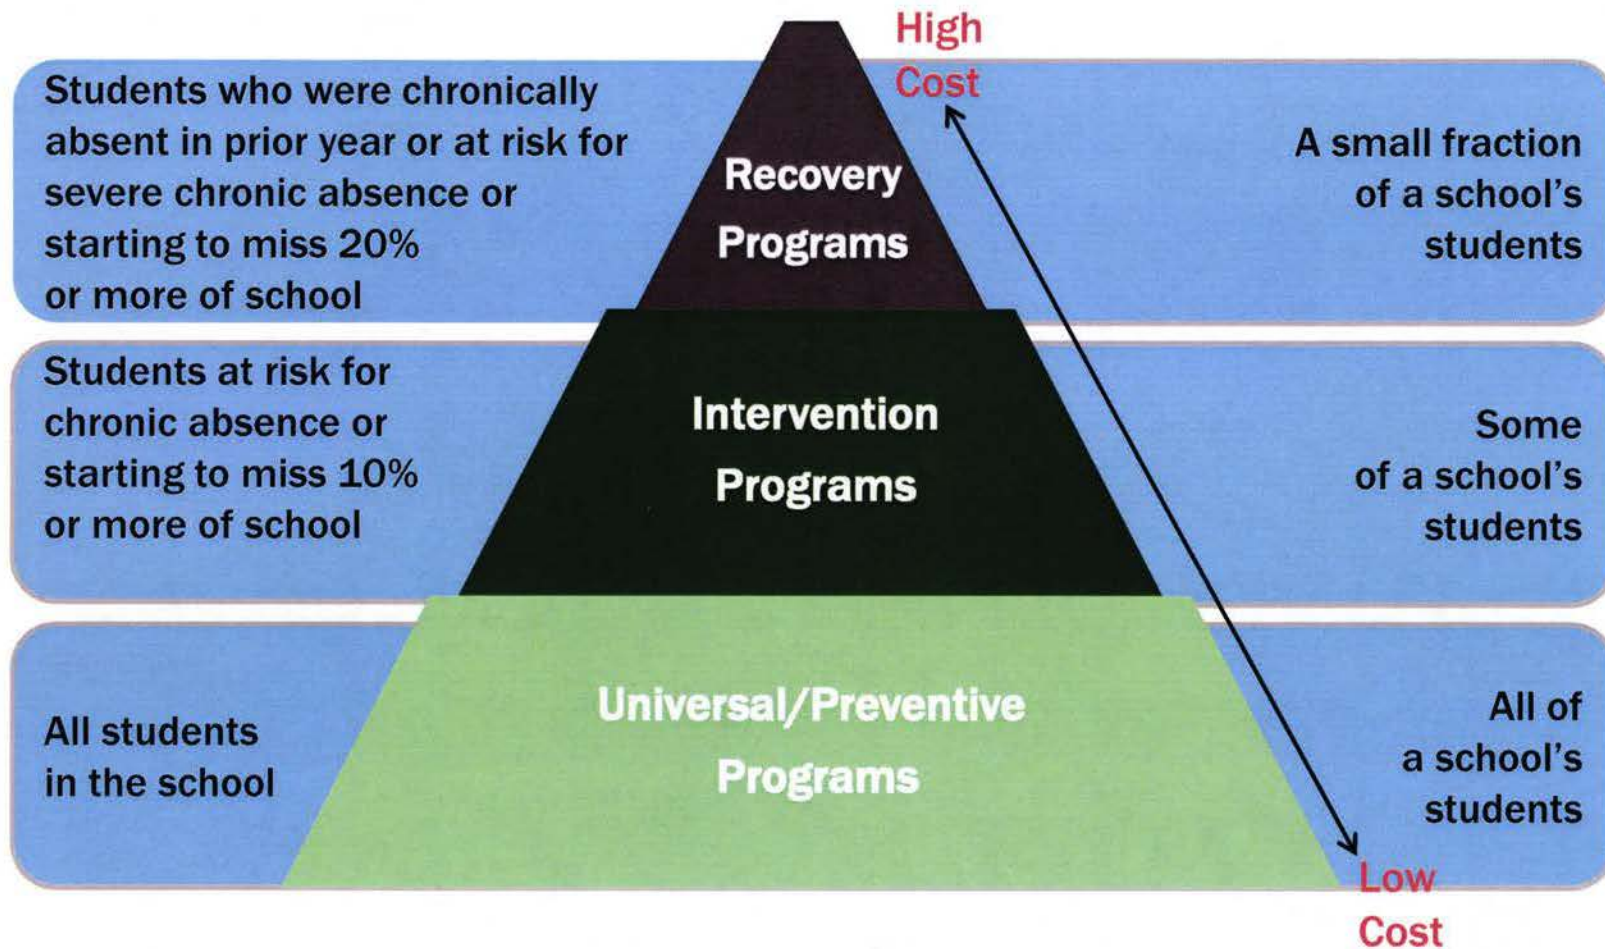 High
Cost
Students who were chronically
absent in prior year or at risk for
severe chronic absence or
starting to miss 20%
or more of school
Recovery
Programs
A small fraction
of a school's
students
Students at risk for
chronic absence or
starting to miss 10%
or more of school
Intervention
Programs
Some
of a school's
students
All students
in the school
Universal/Preventive
Programs
All of
a school's
students
Low
Cost